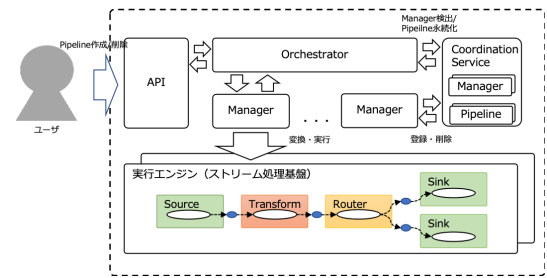 Manager検出/
Pipeilne永続化
Pipeline作成/削除
API
Orchestrator
Coordination
Service
Manager
Pipeline
Manager
. . .
Manager
ユーザ
変換・実行
登録・削除
実行エンジン（ストリーム処理基盤）
Source
Transform
Router
Sink
Sink